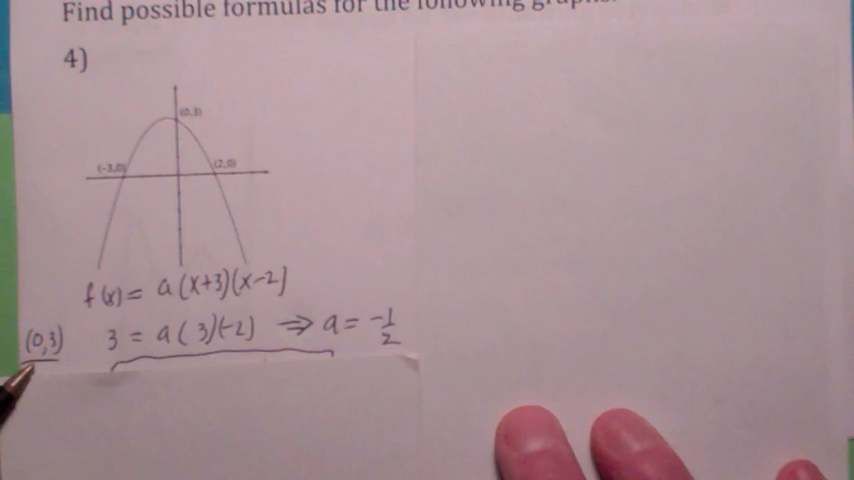 Find possible formulas for the following graphs.
4)
(0,3)
(-3,0) (2,0)
f(x) = a(x+3)(x-2)
(0,3) 3 = a(3)(-2) ⇒ a = -1/2